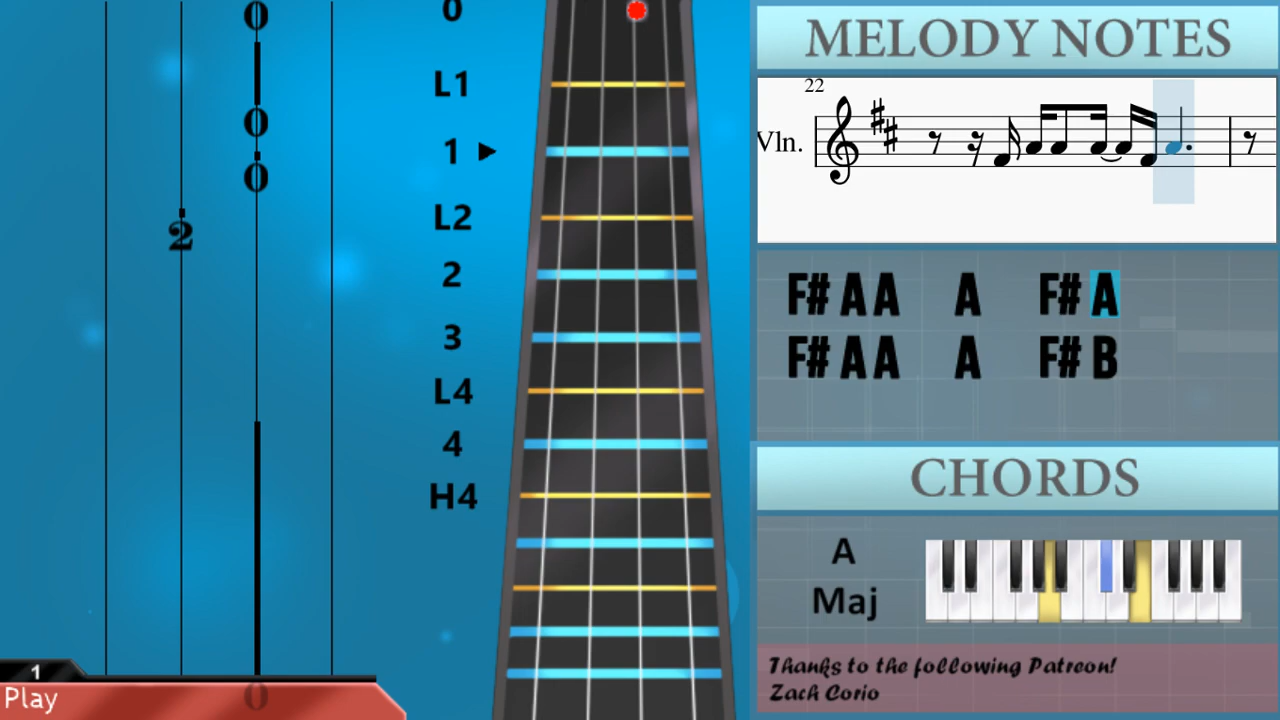 0
0
0
2
1
Play
0
0
L1
1
L2
2
3
L4
4
H4
MELODY NOTES
22
Vln.
F# A A A F# A
F# A A A F# B
CHORDS
A
Maj
Thanks to the following Patreon!
Zach Corio